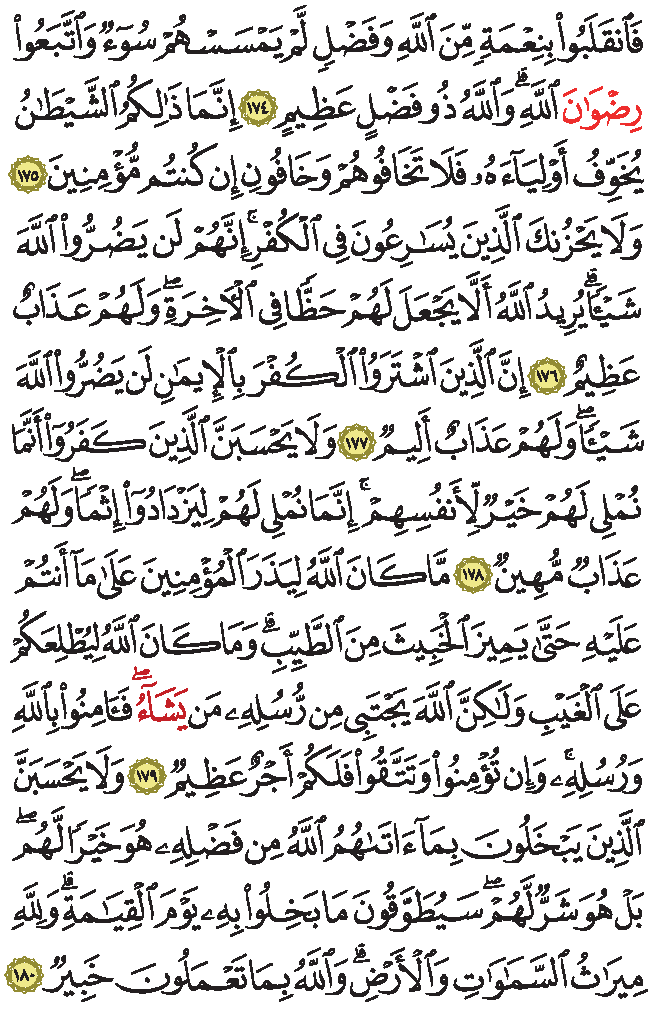 فَٱنقَلَبُوا۟ بِنِعْمَةٍ مِّنَ ٱللَّهِ وَفَضْلٍ لَّمْ يَمْسَسْهُمْ سُوٓءٌ وَٱتَّبَعُوا۟
رِضْوَٰنَ ٱللَّهِ ۗ وَٱللَّهُ ذُو فَضْلٍ عَظِيمٍ ١٧٤ إِنَّمَا ذَٰلِكُمُ ٱلشَّيْطَٰنُ
يُخَوِّفُ أَوْلِيَآءَهُۥ فَلَا تَخَافُوهُمْ وَخَافُونِ إِن كُنتُم مُّؤْمِنِينَ ١٧٥
وَلَا يَحْزُنكَ ٱلَّذِينَ يُسَٰرِعُونَ فِى ٱلْكُفْرِ ۚ إِنَّهُمْ لَن يَضُرُّوا۟ ٱللَّهَ
شَيْـًٔا ۗ يُرِيدُ ٱللَّهُ أَلَّا يَجْعَلَ لَهُمْ حَظًّا فِى ٱلْـَٔاخِرَةِ ۖ وَلَهُمْ عَذَابٌ
عَظِيمٌ ١٧٦ إِنَّ ٱلَّذِينَ ٱشْتَرَوُا۟ ٱلْكُفْرَ بِٱلْإِيمَٰنِ لَن يَضُرُّوا۟ ٱللَّهَ
شَيْـًٔا ۖ وَلَهُمْ عَذَابٌ أَلِيمٌ ١٧٧ وَلَا يَحْسَبَنَّ ٱلَّذِينَ كَفَرُوٓا۟ أَنَّمَا
نُمْلِى لَهُمْ خَيْرٌ لِّأَنفُسِهِمْ ۚ إِنَّمَا نُمْلِى لَهُمْ لِيَزْدَادُوٓا۟ إِثْمًا ۖ وَلَهُمْ
عَذَابٌ مُّهِينٌ ١٧٨ مَّا كَانَ ٱللَّهُ لِيَذَرَ ٱلْمُؤْمِنِينَ عَلَىٰ مَآ أَنتُمْ
عَلَيْهِ حَتَّىٰ يَمِيزَ ٱلْخَبِيثَ مِنَ ٱلطَّيِّبِ ۗ وَمَا كَانَ ٱللَّهُ لِيُطْلِعَكُمْ
عَلَى ٱلْغَيْبِ وَلَٰكِنَّ ٱللَّهَ يَجْتَبِى مِن رُّسُلِهِۦ مَن يَشَآءُ ۖ فَـَٔامِنُوا۟ بِٱللَّهِ
وَرُسُلِهِۦ ۚ وَإِن تُؤْمِنُوا۟ وَتَتَّقُوا۟ فَلَكُمْ أَجْرٌ عَظِيمٌ ١٧٩ وَلَا يَحْسَبَنَّ
ٱلَّذِينَ يَبْخَلُونَ بِمَآ ءَاتَىٰهُمُ ٱللَّهُ مِن فَضْلِهِۦ هُوَ خَيْرًا لَّهُم ۖ
بَلْ هُوَ شَرٌّ لَّهُمْ ۖ سَيُطَوَّقُونَ مَا بَخِلُوا۟ بِهِۦ يَوْمَ ٱلْقِيَٰمَةِ ۗ وَلِلَّهِ
مِيرَٰثُ ٱلسَّمَٰوَٰتِ وَٱلْأَرْضِ ۗ وَٱللَّهُ بِمَا تَعْمَلُونَ خَبِيرٌ ١٨٠